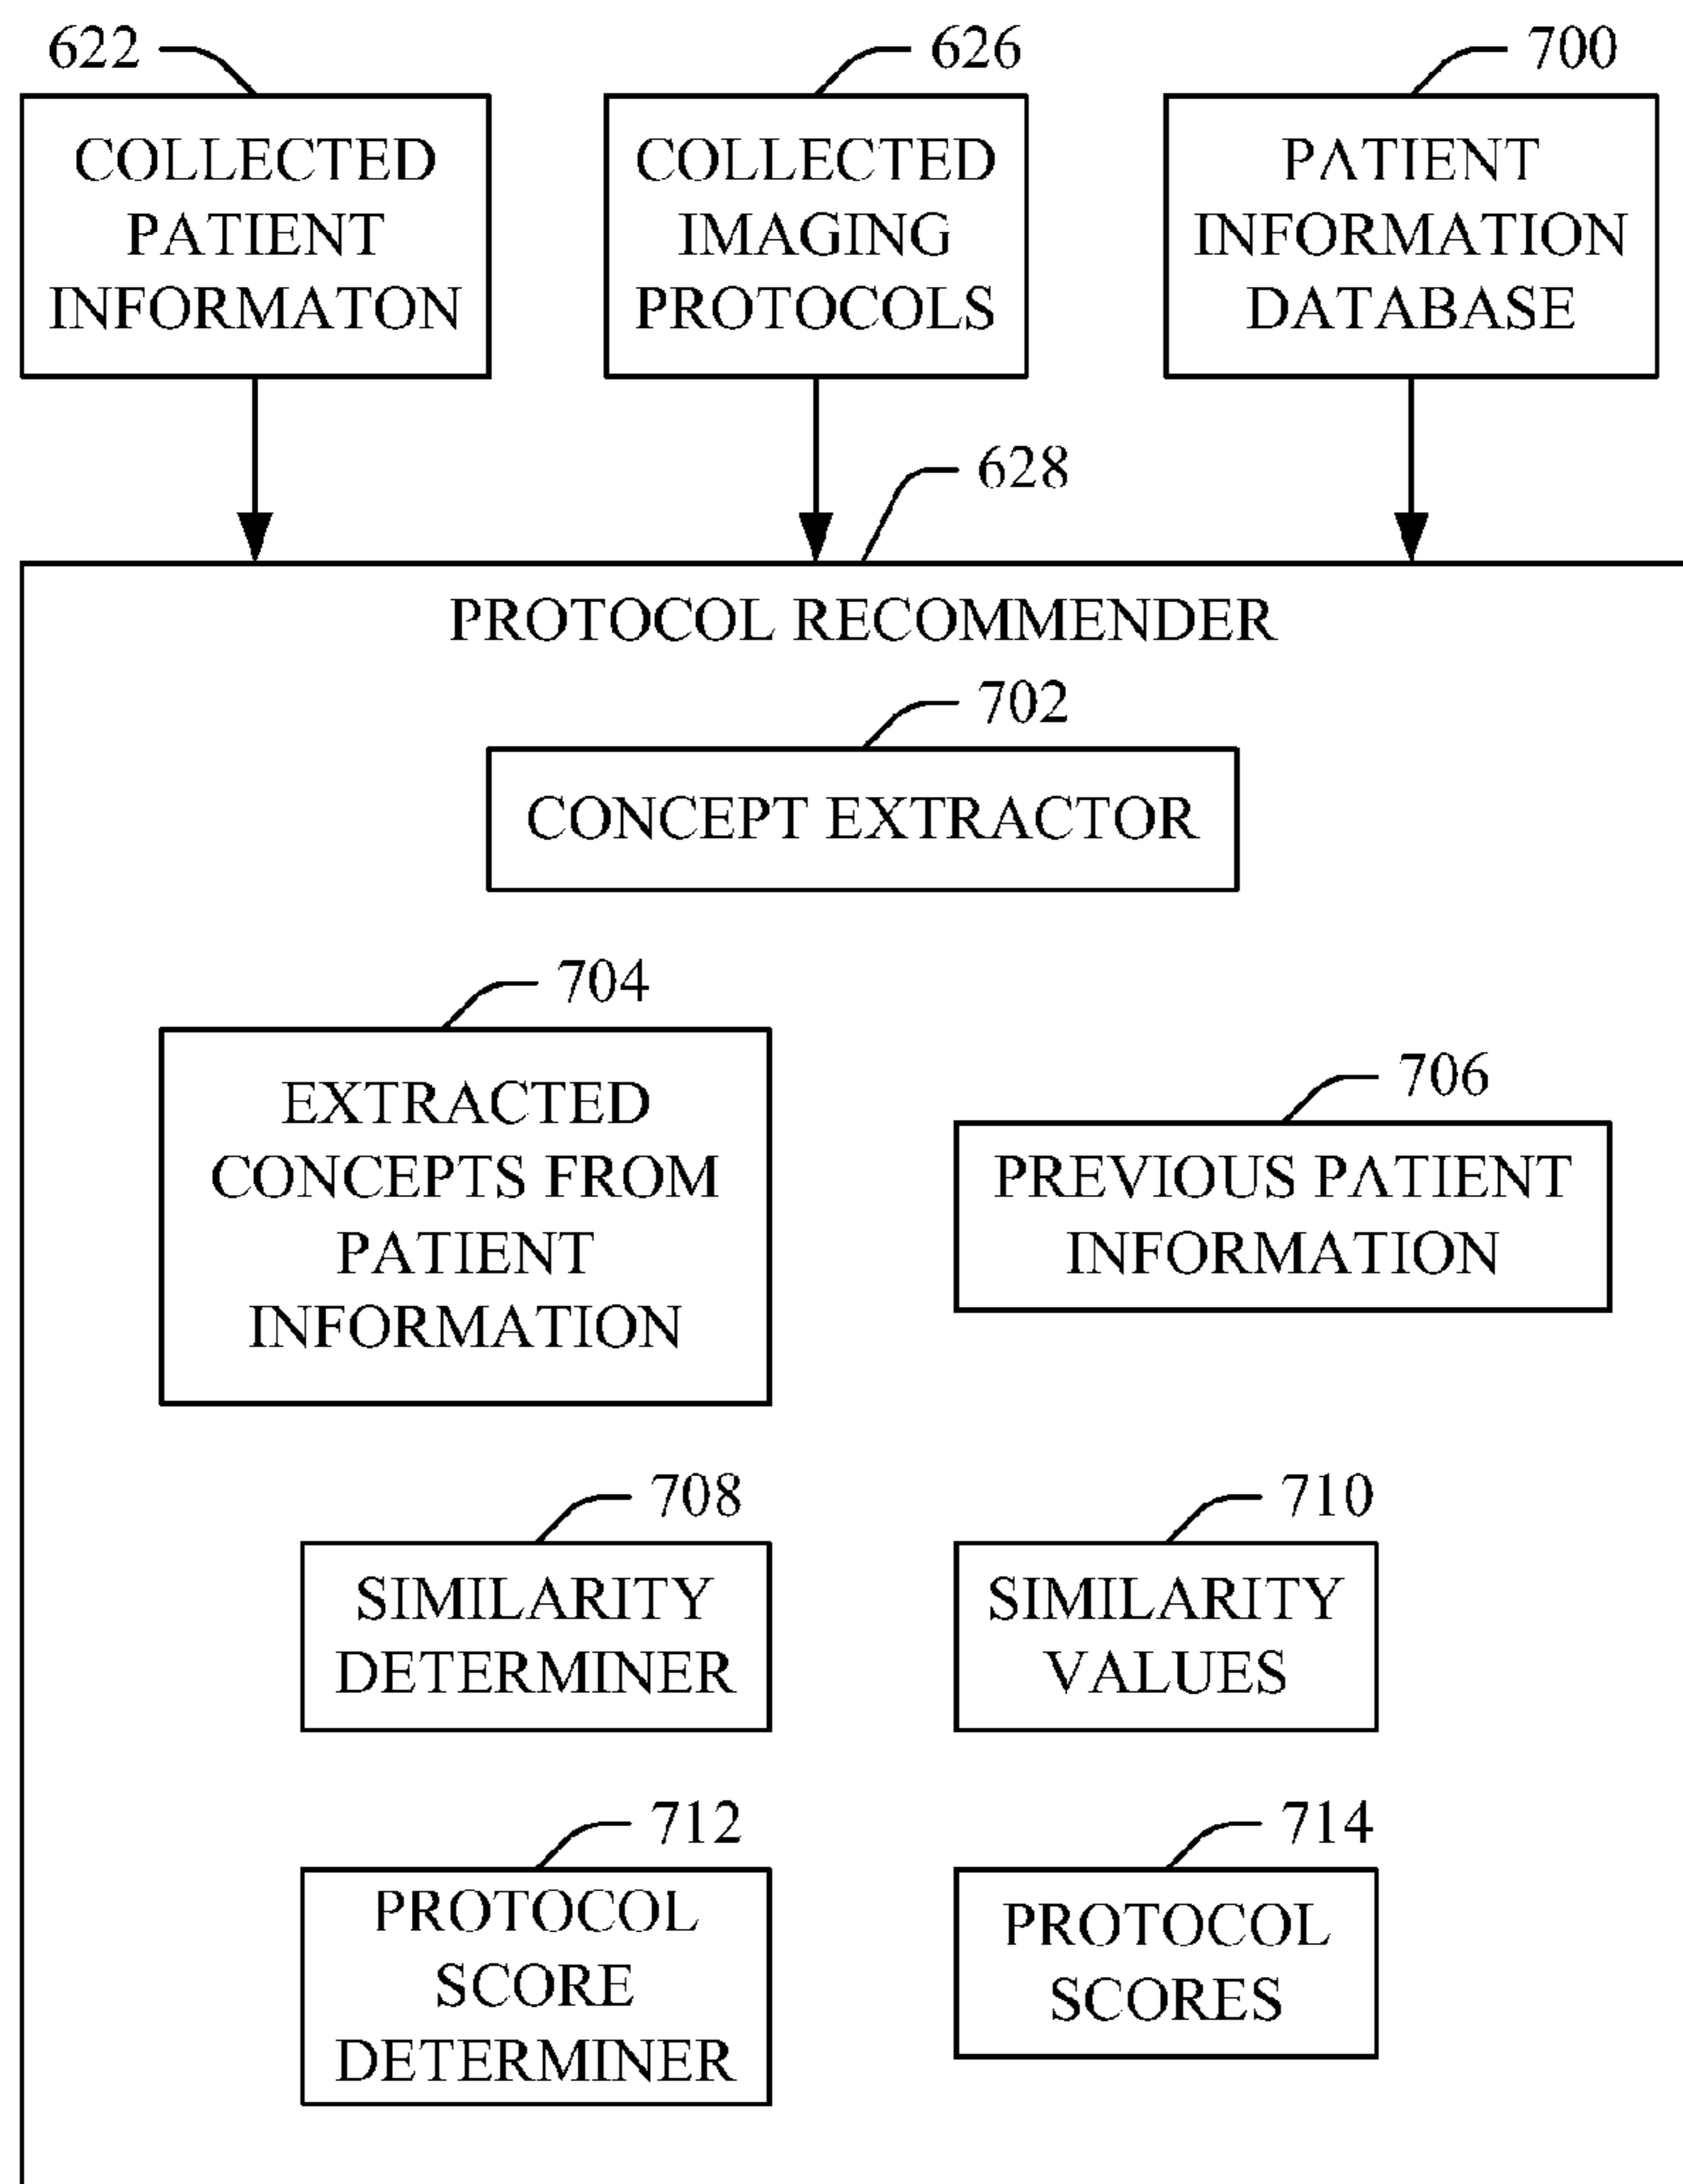 622
626
700
COLLECTED
PATIENT
INFORMATON
COLLECTED
IMAGING
PROTOCOLS
PATIENT
INFORMATION
DATABASE
628
PROTOCOL RECOMMENDER
702
CONCEPT EXTRACTOR
704
EXTRACTED
CONCEPTS FROM
PATIENT
INFORMATION
706
PREVIOUS PATIENT
INFORMATION
708
SIMILARITY
DETERMINER
710
SIMILARITY
VALUES
712
PROTOCOL
SCORE
DETERMINER
714
PROTOCOL
SCORES